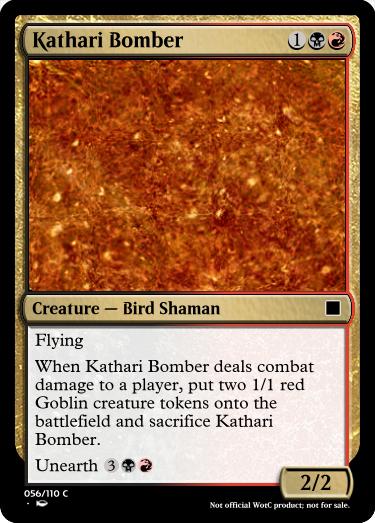 Kathari Bomber 1
Creature — Bird Shaman
Flying
When Kathari Bomber deals combat
damage to a player, put two 1/1 red
Goblin creature tokens onto the
battlefield and sacrifice Kathari
Bomber.
Unearth 3
2/2
056/110 C
Not official WotC product; not for sale.